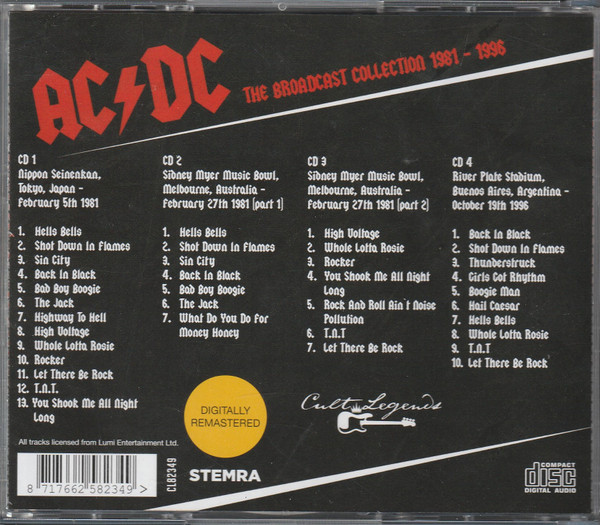 AC DC
THE BROADCAST COLLECTION 1981 - 1996
CD 1
Nippon Seinenkan,
Tokyo, Japan -
February 5th 1981
1. Hells Bells
2. Shot Down In Flames
3. Sin City
4. Back In Black
5. Bad Boy Boogie
6. The Jack
7. Highway To Hell
8. High Voltage
9. Whole Lotta Rosie
10. Rocker
11. Let There Be Rock
12. T.N.T.
13. You Shook Me All Night
Long
CD 2
Sidney Myer Music Bowl,
Melbourne, Australia -
February 27th 1981 (part 1)
1. Hells Bells
2. Shot Down In Flames
3. Sin City
4. Back In Black
5. Bad Boy Boogie
6. The Jack
7. What Do You Do For
Money Honey
CD 3
Sidney Myer Music Bowl,
Melbourne, Australia -
February 27th 1981 (part 2)
1. High Voltage
2. Whole Lotta Rosie
3. Rocker
4. You Shook Me All Night
Long
5. Rock And Roll Ain´t Noise
Pollution
6. T.N.T
7. Let There Be Rock
CD 4
River Plate Stadium,
Buenos Aires, Argentina -
October 19th 1996
1. Back In Black
2. Shot Down In Flames
3. Thunderstruck
4. Girls Got Rhythm
5. Boogie Man
6. Hail Caesar
7. Hells Bells
8. Whole Lotta Rosie
9. T.N.T
10. Let There Be Rock
DIGITALLY
REMASTERED
Cult Legends
All tracks licensed from Lumi Entertainment Ltd.
8 717662 582349 >
CL82349
STEMRA
COMPACT
disc
DIGITAL AUDIO